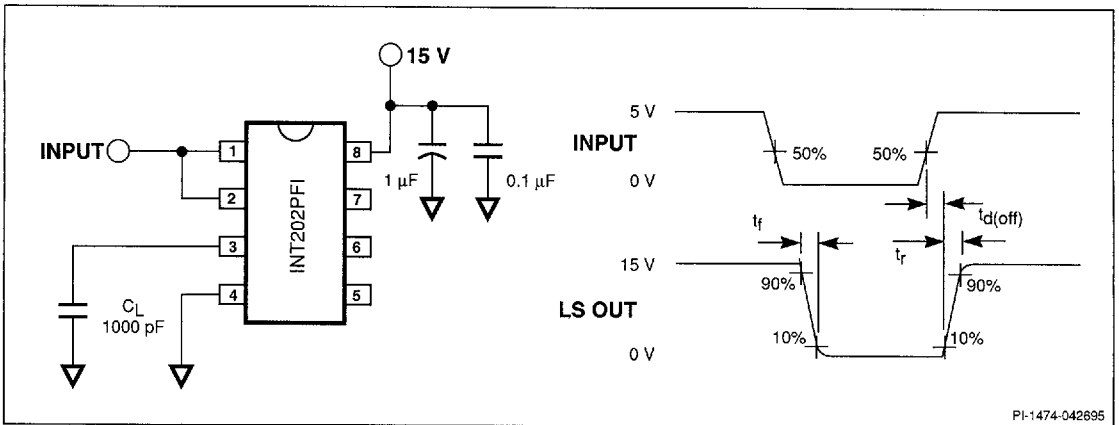 15 V
INPUT
1
8
2
7
3
6
4
5
INT202PFI
1 µF
0.1 µF
C_L
1000 pF
5 V
INPUT
50%
50%
0 V
t_d(off)
t_f
t_r
15 V
90%
90%
LS OUT
10%
10%
0 V
PI-1474-042695